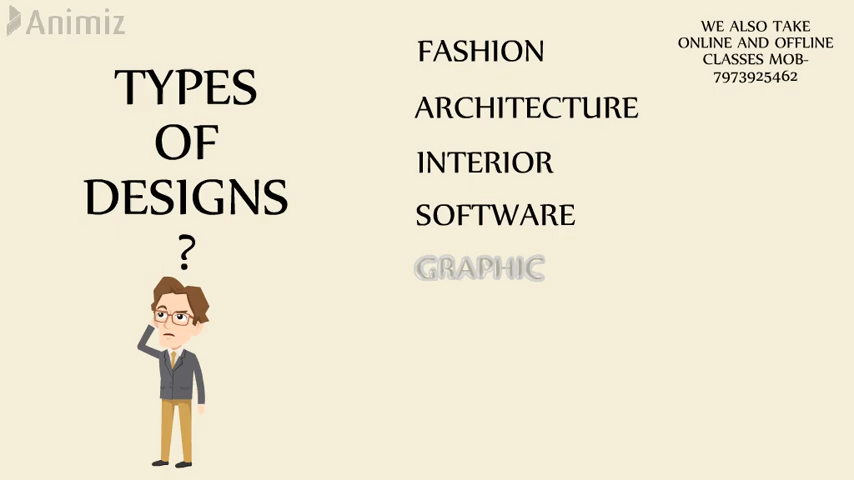 Animiz
TYPES
OF
DESIGNS
?
FASHION
ARCHITECTURE
INTERIOR
SOFTWARE
GRAPHIC
WE ALSO TAKE
ONLINE AND OFFLINE
CLASSES MOB-
7973925462